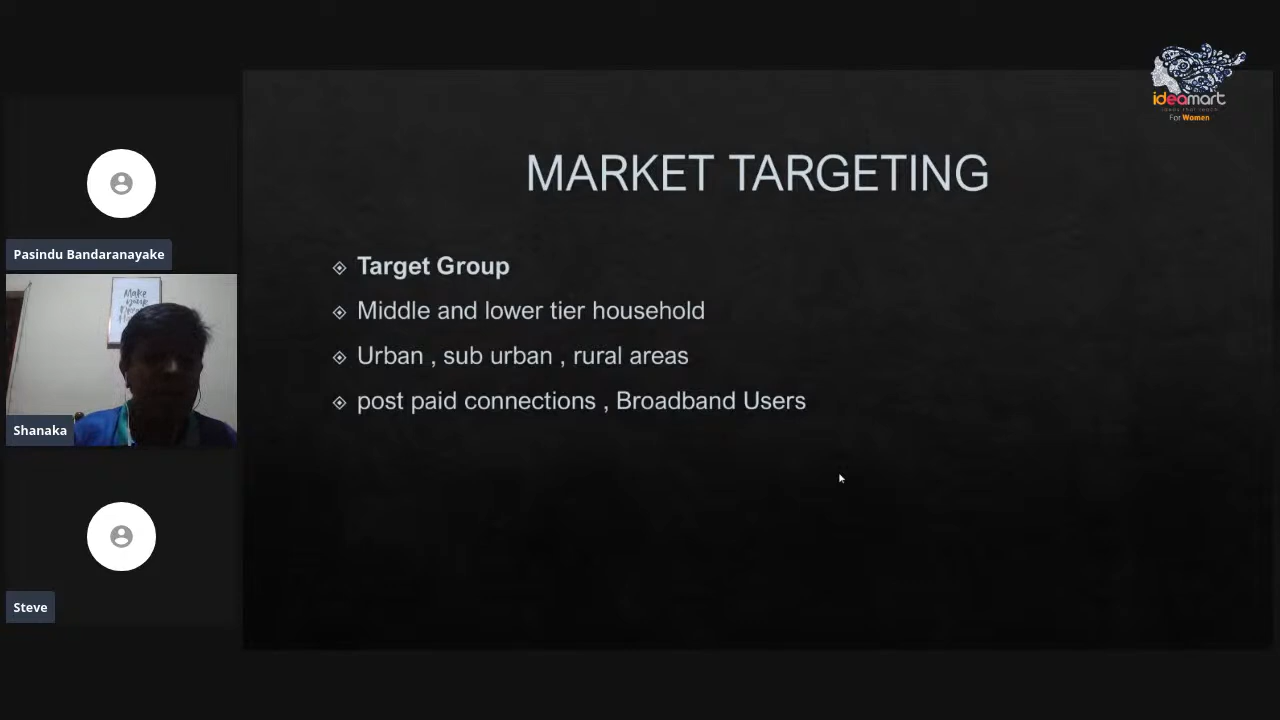 ideamart
For Women
MARKET TARGETING
Target Group
Middle and lower tier household
Urban , sub urban , rural areas
post paid connections , Broadband Users
Pasindu Bandaranayake
Make
Shanaka
Steve